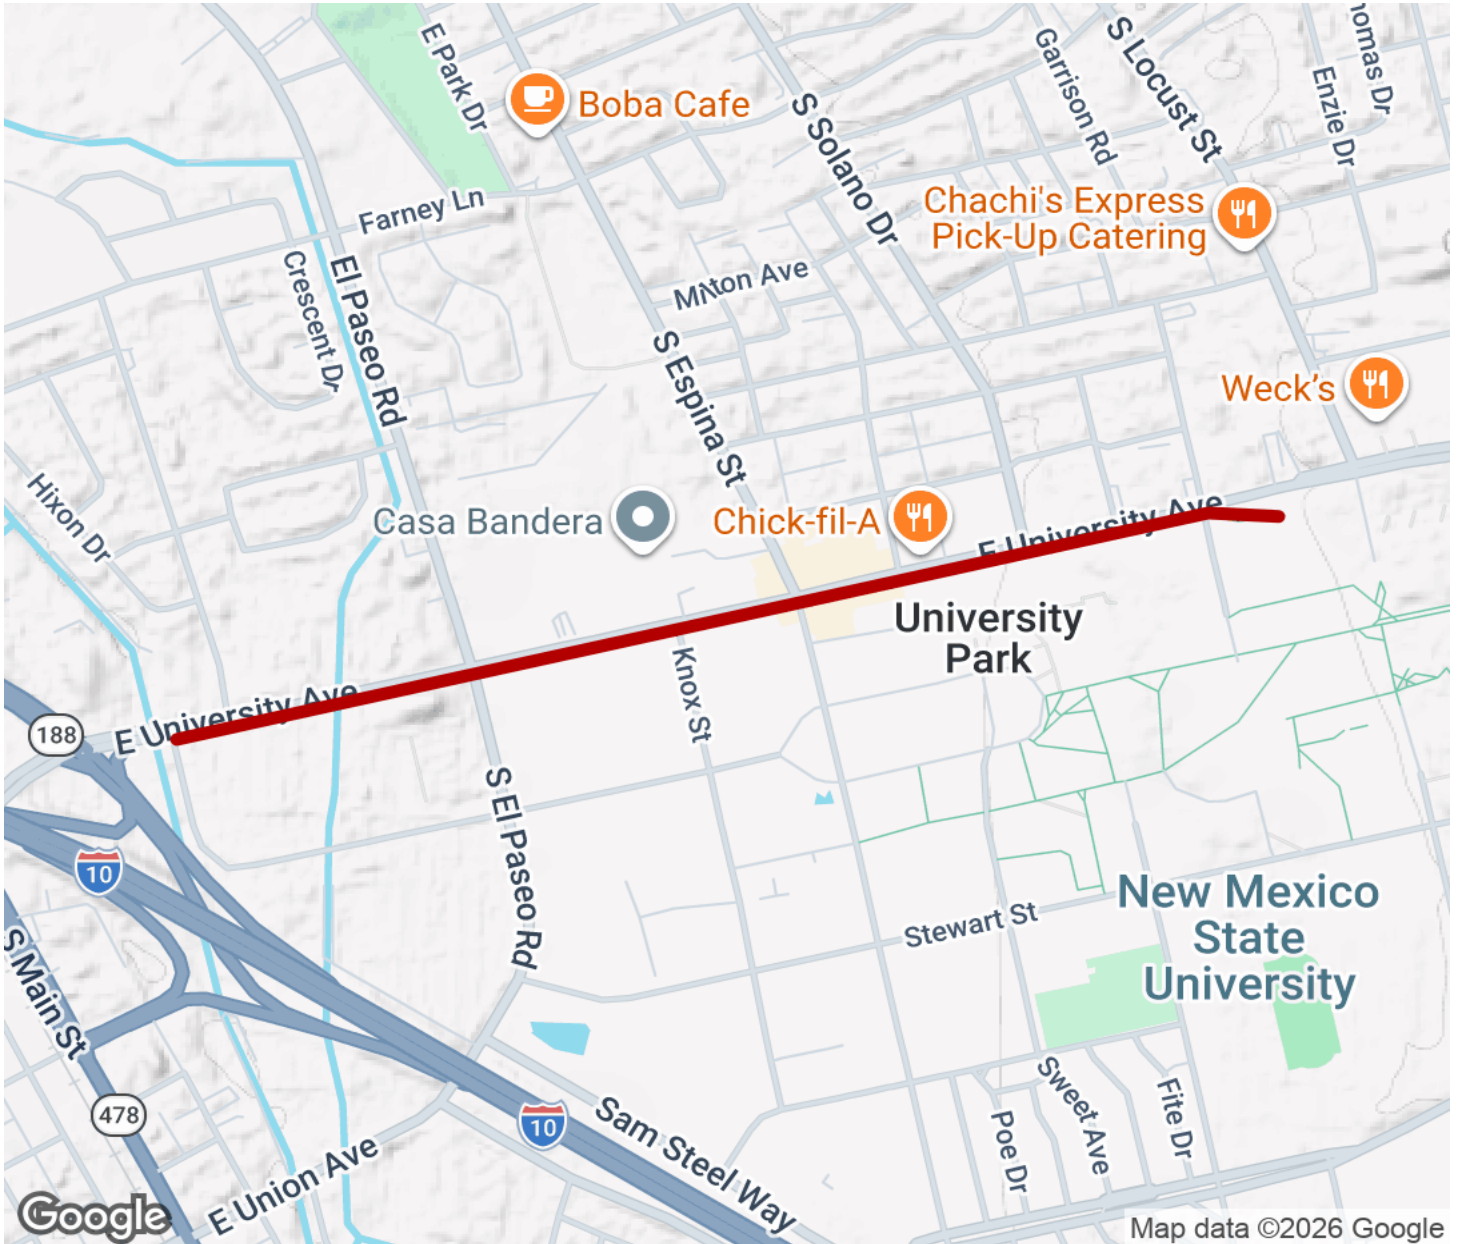 E Park Dr
Boba Cafe
S Solano Dr
Garrison Rd
S Locust St
homas Dr
Enzie Dr
Farney Ln
Chachi's Express
Pick-Up Catering
Crescent Dr
El Paseo Rd
Milton Ave
S Espina St
Weck's
Hixon Dr
Casa Bandera
Chick-fil-A
E University Ave
University
Park
Knox St
E University Ave
188
S El Paseo Rd
10
New Mexico
State
University
Stewart St
S Main St
478
E Union Ave
10
Sam Steel Way
Poe Dr
Sweet Ave
Fite Dr
Google
Map data ©2026 Google